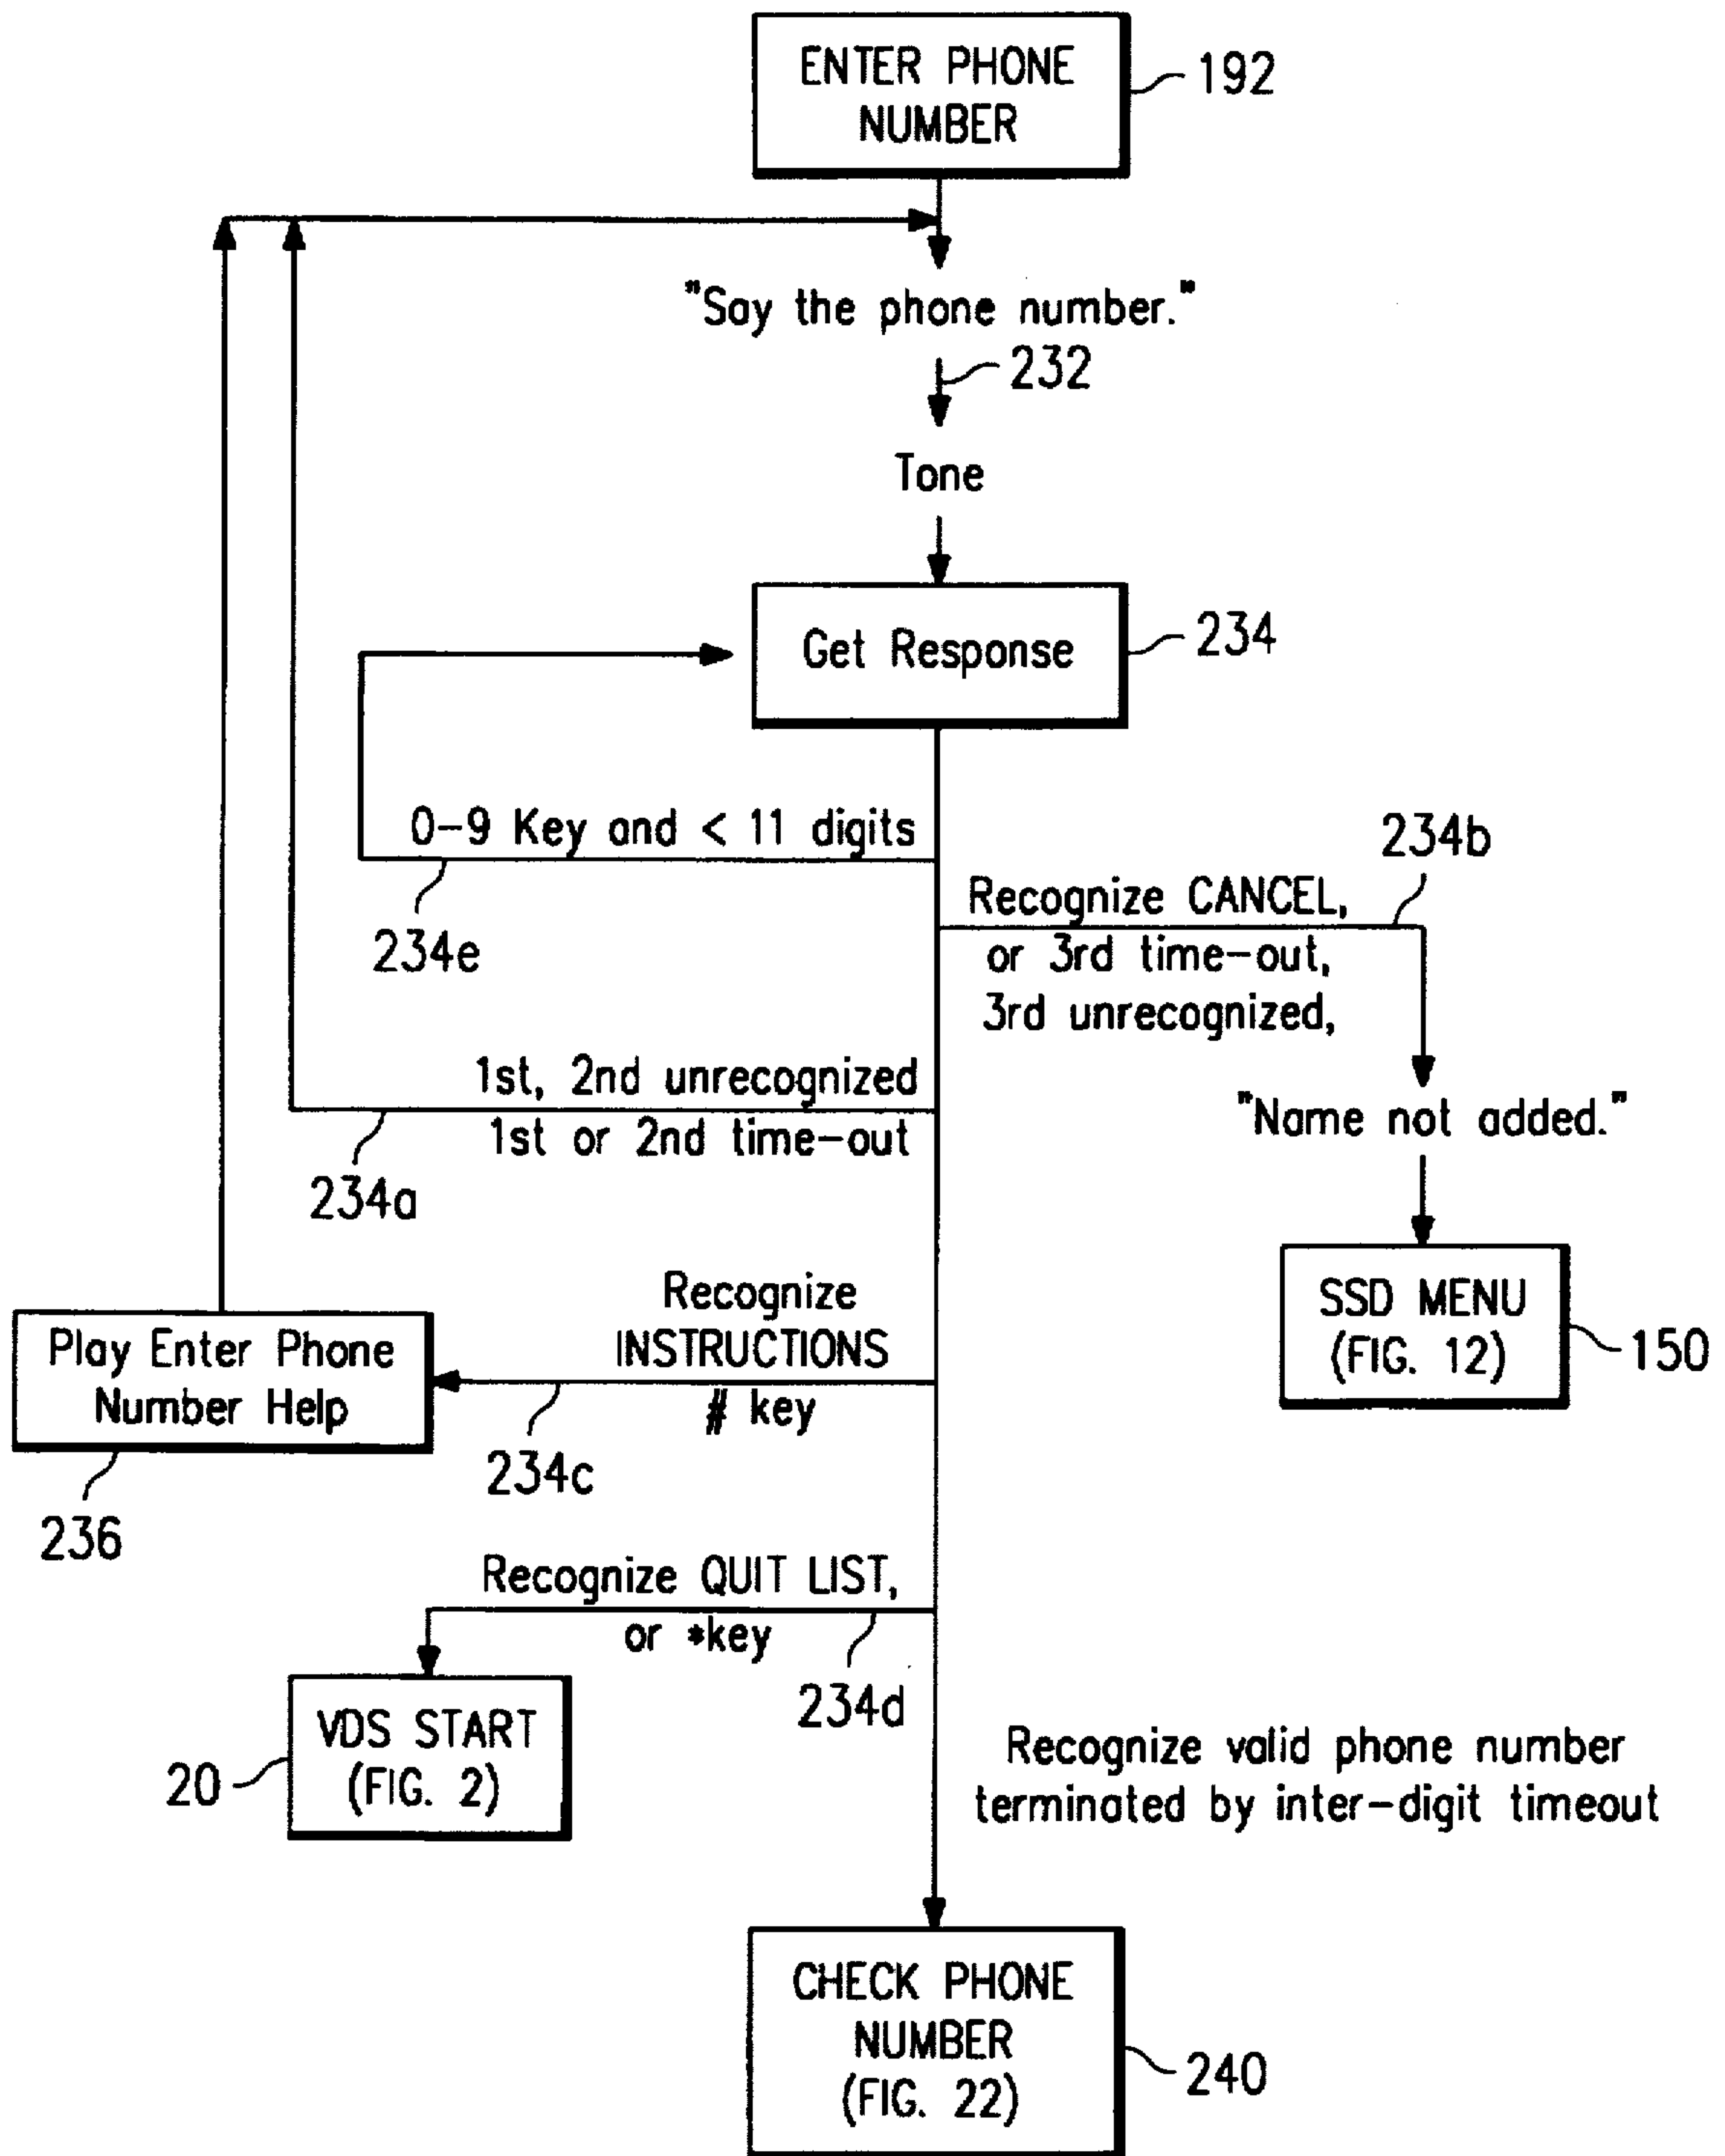 ENTER PHONE
NUMBER
192
"Say the phone number."
232
Tone
Get Response
234
0-9 Key and < 11 digits
234e
234b
Recognize CANCEL,
or 3rd time-out,
3rd unrecognized,
1st, 2nd unrecognized
1st or 2nd time-out
234a
"Name not added."
SSD MENU
(FIG. 12)
150
Recognize
INSTRUCTIONS
# key
234c
Play Enter Phone
Number Help
236
Recognize QUIT LIST,
or *key
234d
VDS START
(FIG. 2)
20
Recognize valid phone number
terminated by inter-digit timeout
CHECK PHONE
NUMBER
(FIG. 22)
240